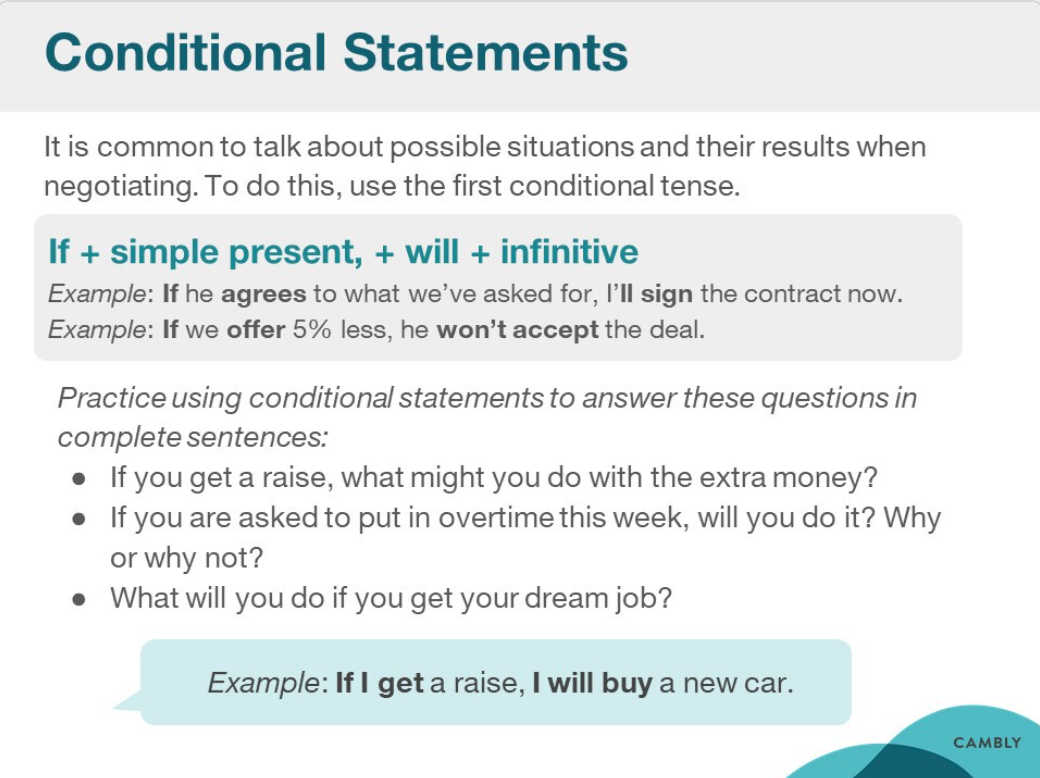 Conditional Statements
It is common to talk about possible situations and their results when
negotiating. To do this, use the first conditional tense.
If + simple present, + will + infinitive
Example: If he agrees to what we’ve asked for, I’ll sign the contract now.
Example: If we offer 5% less, he won’t accept the deal.
Practice using conditional statements to answer these questions in
complete sentences:
● If you get a raise, what might you do with the extra money?
● If you are asked to put in overtime this week, will you do it? Why
or why not?
● What will you do if you get your dream job?
Example: If I get a raise, I will buy a new car.
CAMBLY